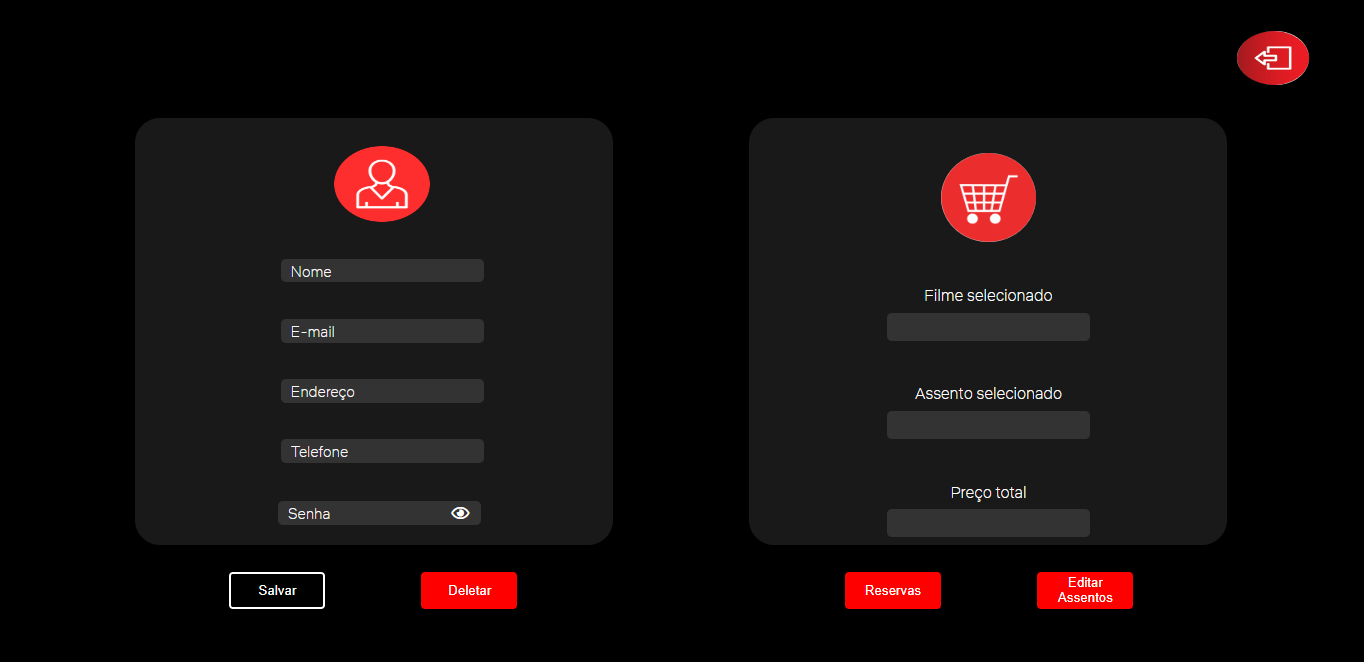 Nome
E-mail
Endereço
Telefone
Senha
Salvar
Deletar
Filme selecionado
Assento selecionado
Preço total
Reservas
Editar
Assentos